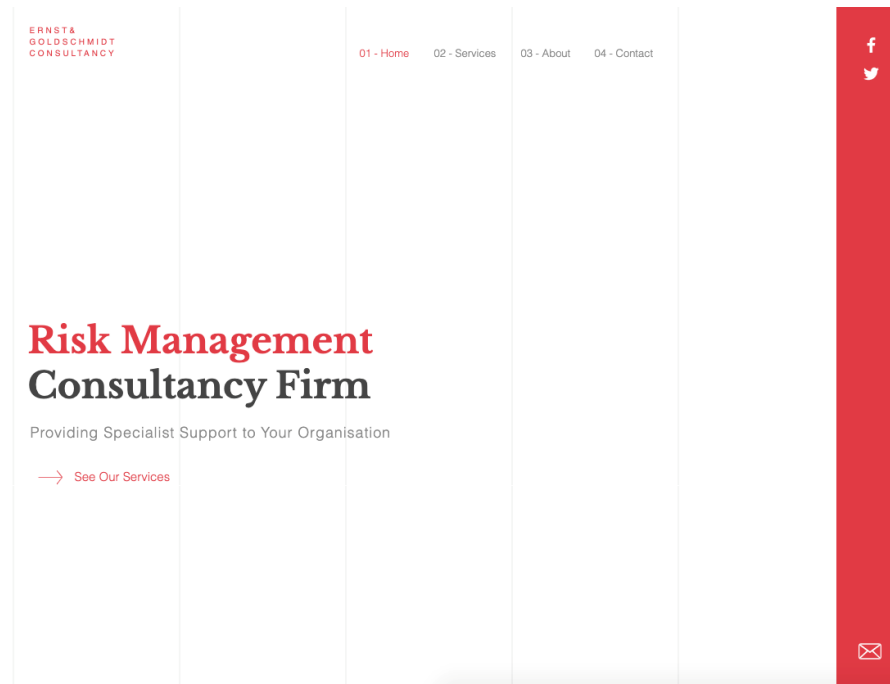 ERNST&
GOLDSCHMIDT
CONSULTANCY
01 - Home 02 - Services 03 - About 04 - Contact
Risk Management
Consultancy Firm
Providing Specialist Support to Your Organisation
See Our Services